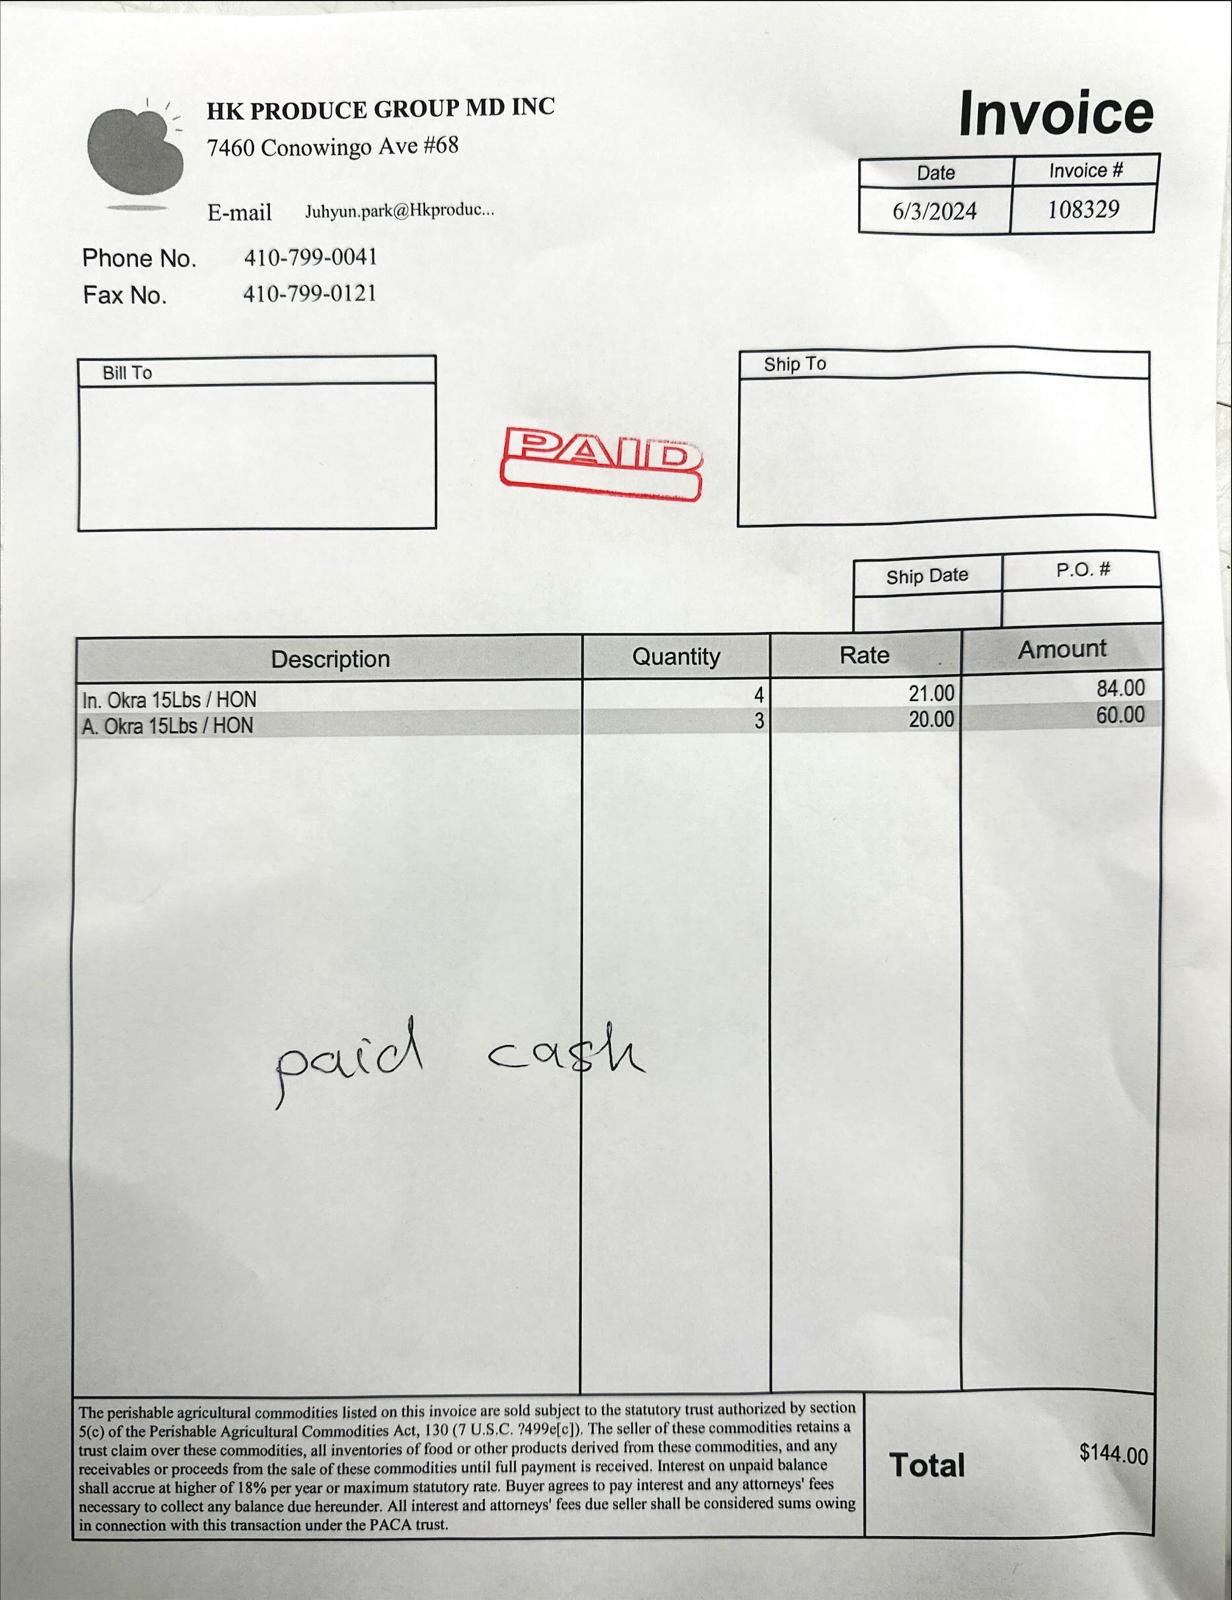 HK PRODUCE GROUP MD INC
7460 Conowingo Ave #68
E-mail Juhyun.park@Hkproduc...
Phone No. 410-799-0041
Fax No. 410-799-0121
Invoice
Date Invoice #
6/3/2024 108329
Bill To
PAID
Ship To
Ship Date P.O. #
Description Quantity Rate Amount
In. Okra 15Lbs / HON 4 21.00 84.00
A. Okra 15Lbs / HON 3 20.00 60.00
paid cash
The perishable agricultural commodities listed on this invoice are sold subject to the statutory trust authorized by section
5(c) of the Perishable Agricultural Commodities Act, 130 (7 U.S.C. ?499e[c]). The seller of these commodities retains a
trust claim over these commodities, all inventories of food or other products derived from these commodities, and any
receivables or proceeds from the sale of these commodities until full payment is received. Interest on unpaid balance
shall accrue at higher of 18% per year or maximum statutory rate. Buyer agrees to pay interest and any attorneys' fees
necessary to collect any balance due hereunder. All interest and attorneys' fees due seller shall be considered sums owing
in connection with this transaction under the PACA trust.
Total $144.00